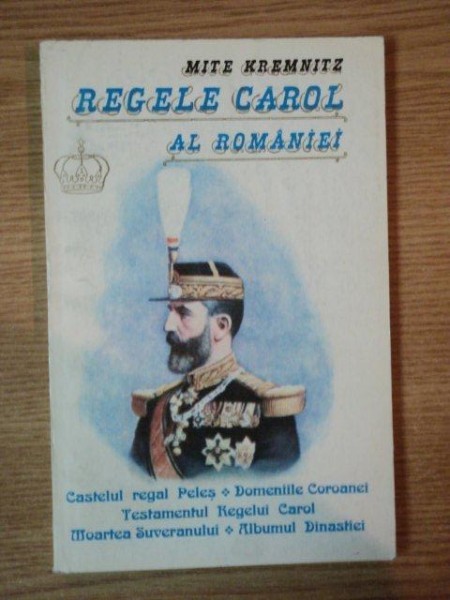 MITE KREMNITZ
REGELE CAROL
AL ROMÂNIEI
Castelul regal Peleș ❖ Domeniile Coroanei
Testamentul Regelui Carol
Moartea Suveranului ❖ Albumul Dinastiei